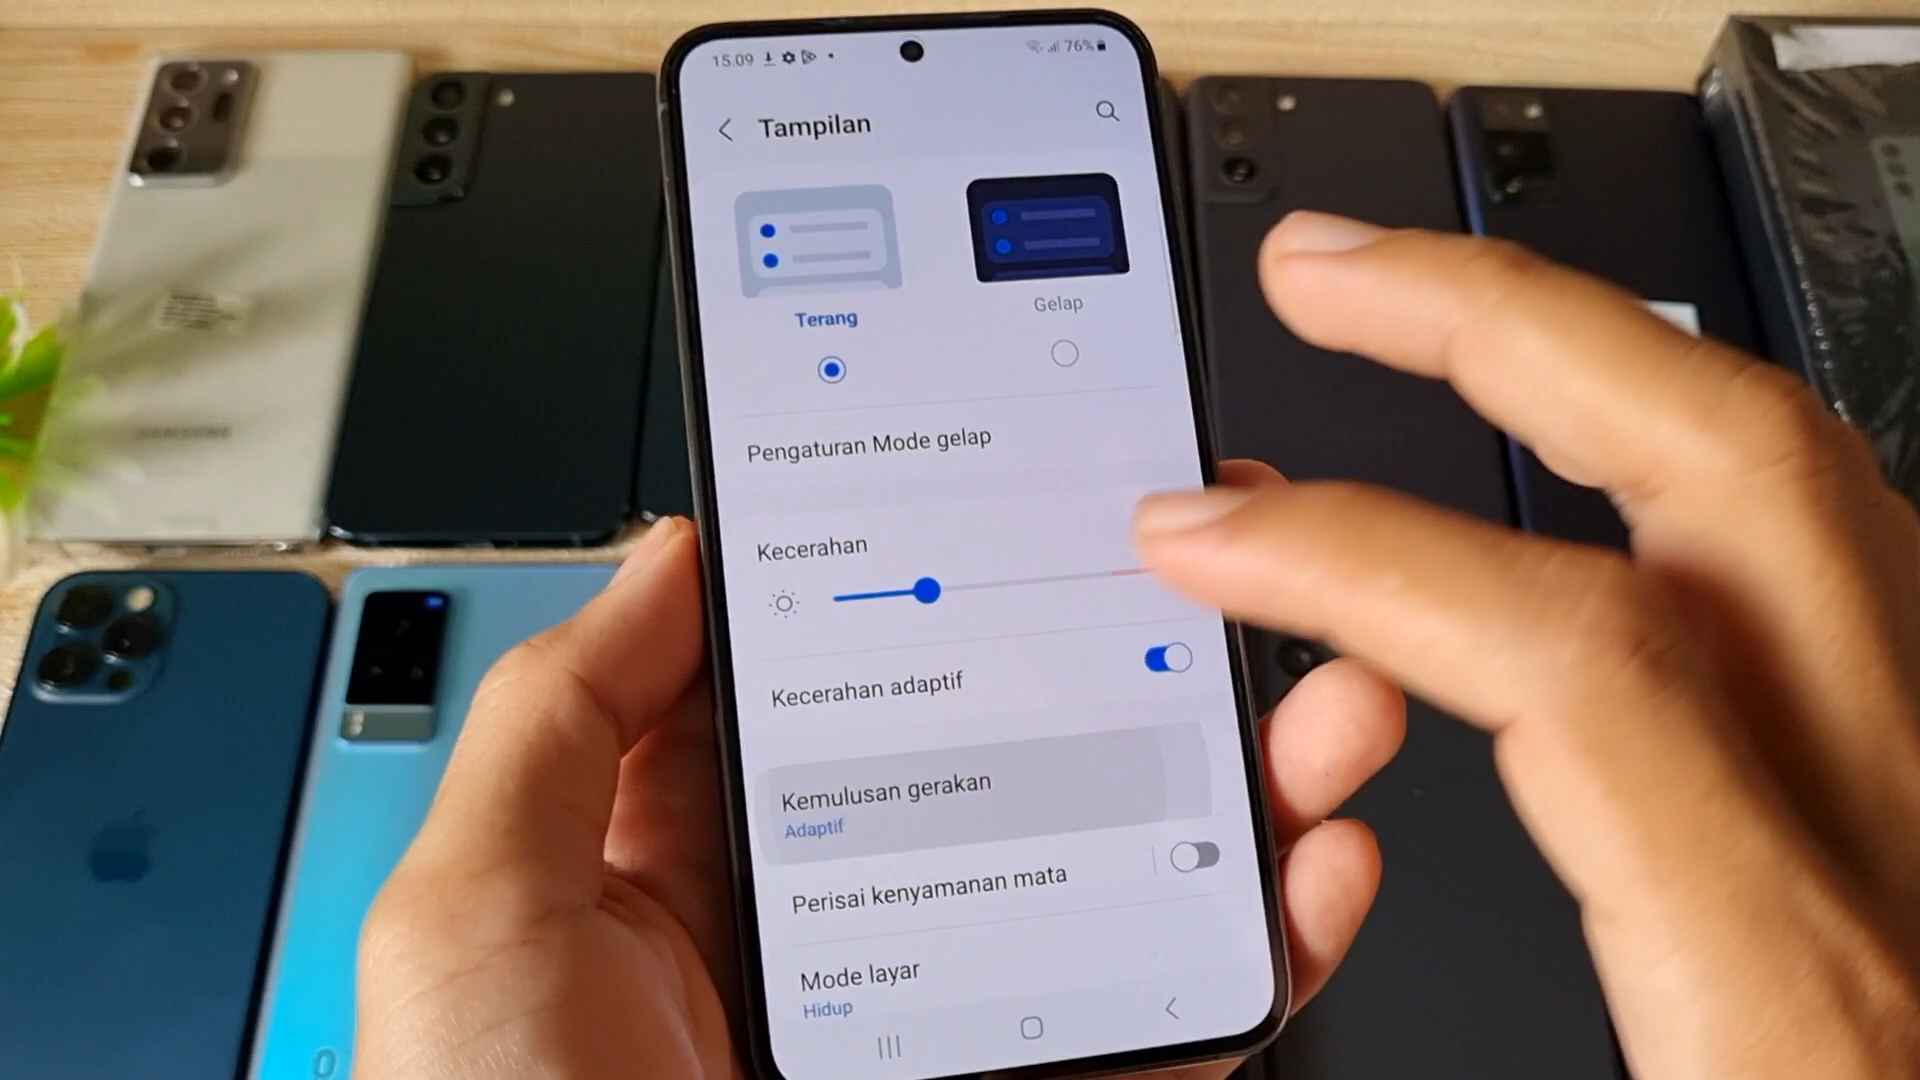 15.09
76%
Tampilan
Terang
Gelap
Pengaturan Mode gelap
Kecerahan
Kecerahan adaptif
Kemulusan gerakan
Adaptif
Perisai kenyamanan mata
Mode layar
Hidup
SAMSUNG